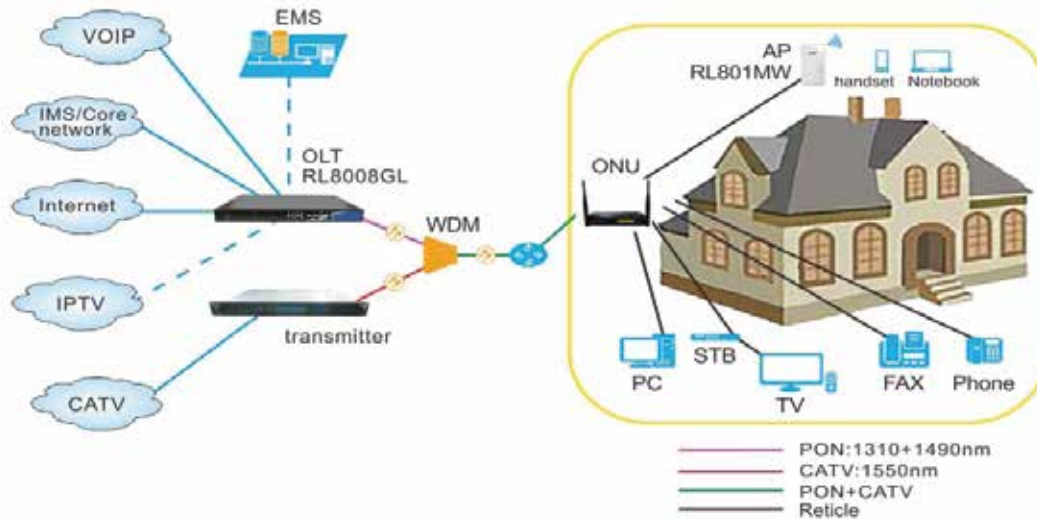 VOIP
EMS
IMS/Core
network
OLT
RL8008GL
Internet
WDM
IPTV
transmitter
CATV
AP
RL801MW
handset
Notebook
ONU
PC
STB
TV
FAX
Phone
PON:1310+1490nm
CATV:1550nm
PON+CATV
Reticle